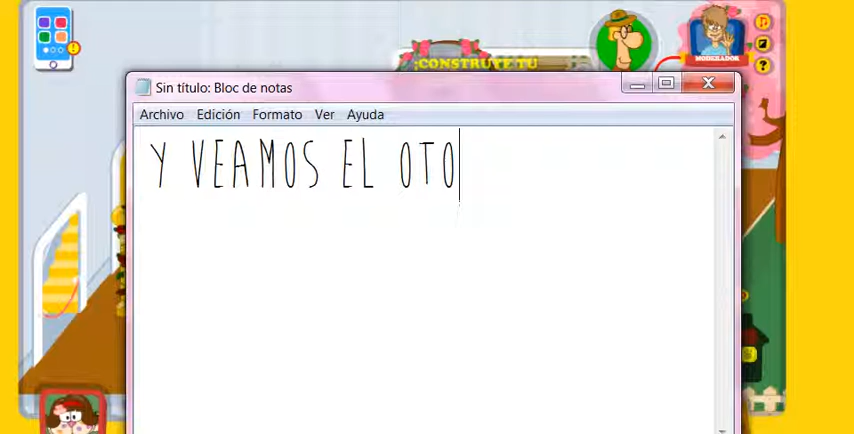 ¡CONSTRUYE TU
MODERADOR
Sin título: Bloc de notas
Archivo Edición Formato Ver Ayuda
Y VEAMOS EL OTO